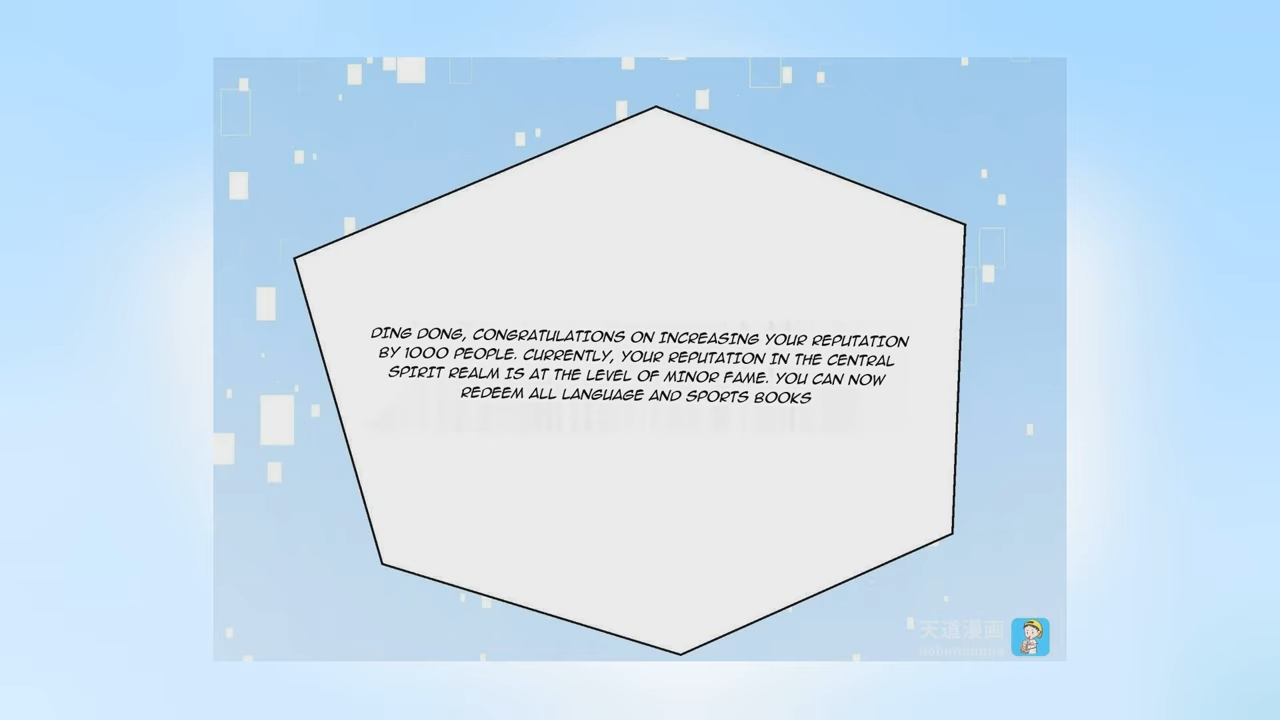 DING DONG, CONGRATULATIONS ON INCREASING YOUR REPUTATION
BY 1000 PEOPLE. CURRENTLY, YOUR REPUTATION IN THE CENTRAL
SPIRIT REALM IS AT THE LEVEL OF MINOR FAME. YOU CAN NOW
REDEEM ALL LANGUAGE AND SPORTS BOOKS
天道漫画